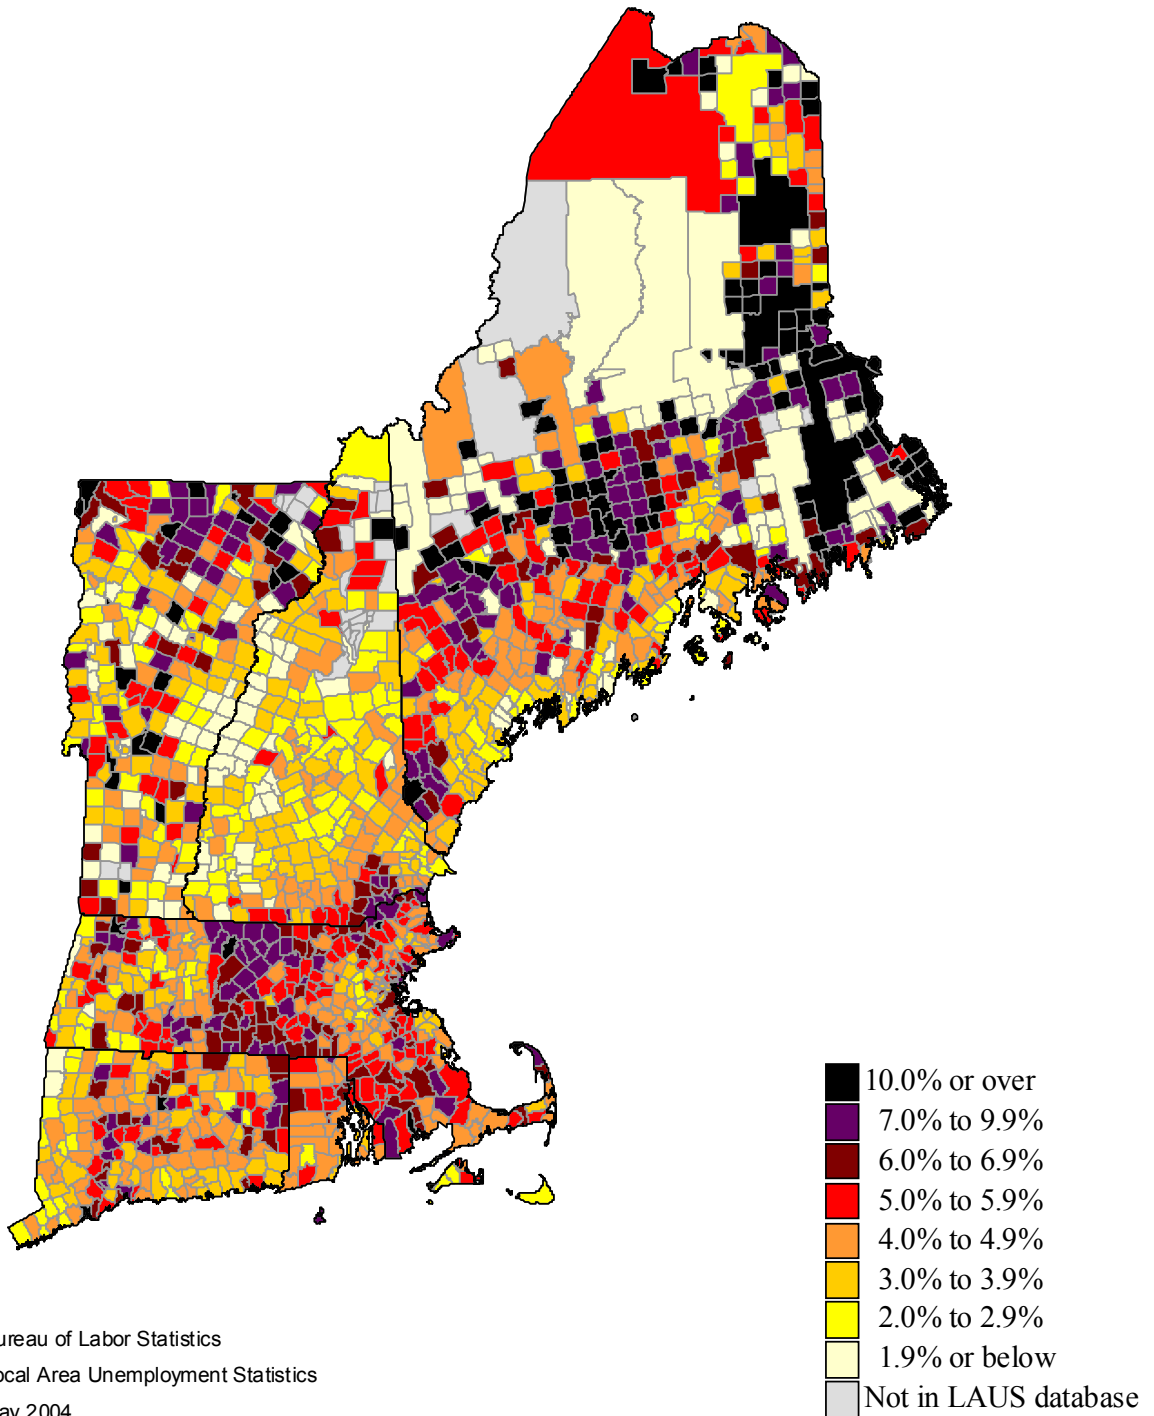 10.0% or over
7.0% to 9.9%
6.0% to 6.9%
5.0% to 5.9%
4.0% to 4.9%
3.0% to 3.9%
2.0% to 2.9%
1.9% or below
Not in LAUS database
ureau of Labor Statistics
ocal Area Unemployment Statistics
ay 2004